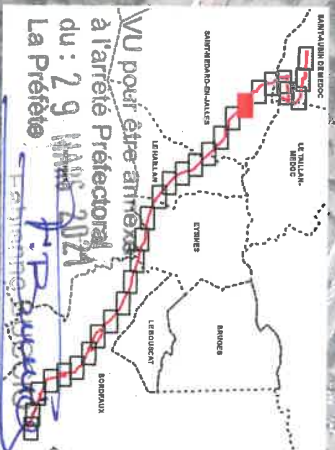 SAINT-AUBIN DE MEDOC
LE TAILLAN-
MEDOC
SAINT-MEDARD-EN-JALLES
LE HAILLAN
EYSINES
BRUGES
LE BOUSCAT
BORDEAUX
VU pour être annexé
à l'arrêté Préfectoral
du : 29 MARS 2021
La Préfète